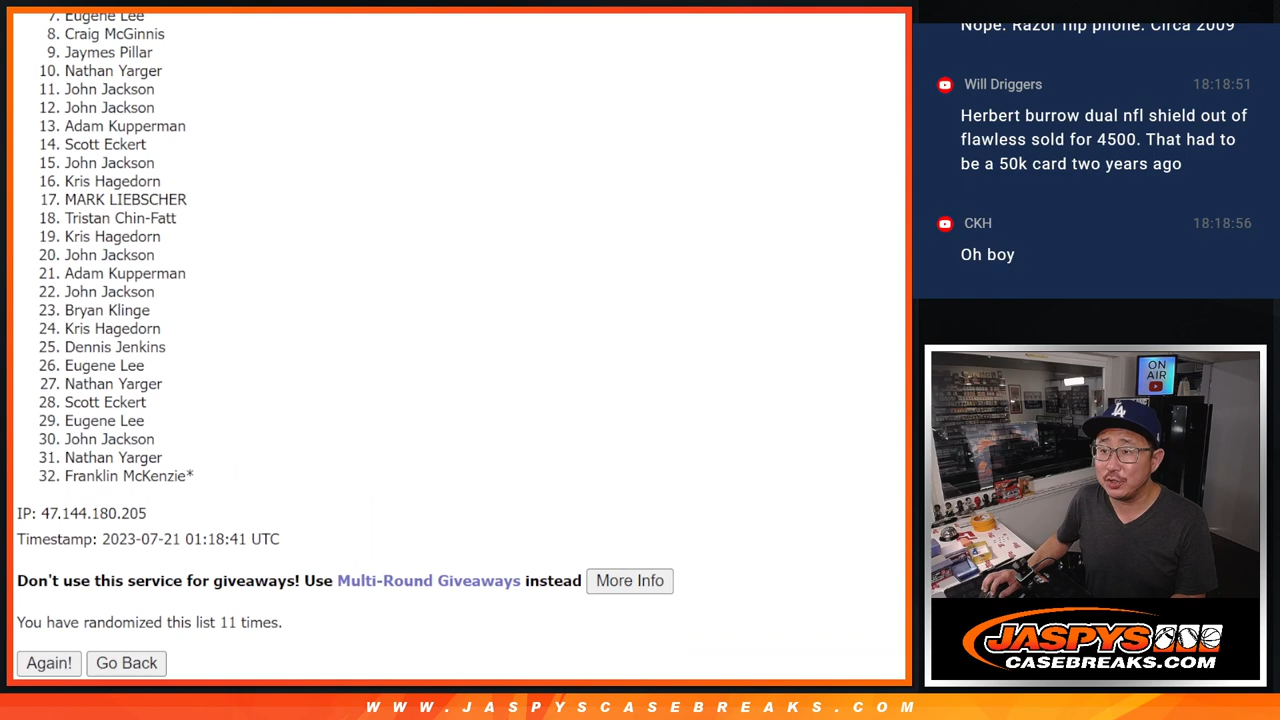 7. Eugene Lee
8. Craig McGinnis
9. Jaymes Pillar
10. Nathan Yarger
11. John Jackson
12. John Jackson
13. Adam Kupperman
14. Scott Eckert
15. John Jackson
16. Kris Hagedorn
17. MARK LIEBSCHER
18. Tristan Chin-Fatt
19. Kris Hagedorn
20. John Jackson
21. Adam Kupperman
22. John Jackson
23. Bryan Klinge
24. Kris Hagedorn
25. Dennis Jenkins
26. Eugene Lee
27. Nathan Yarger
28. Scott Eckert
29. Eugene Lee
30. John Jackson
31. Nathan Yarger
32. Franklin McKenzie*
IP: 47.144.180.205
Timestamp: 2023-07-21 01:18:41 UTC
Don't use this service for giveaways! Use Multi-Round Giveaways instead More Info
You have randomized this list 11 times.
Again! Go Back
Nope. Razor flip phone. Circa 2009
Will Driggers 18:18:51
Herbert burrow dual nfl shield out of
flawless sold for 4500. That had to
be a 50k card two years ago
CKH 18:18:56
Oh boy
ON
AIR
LA
JASPYS
CASEBREAKS.COM
WWW.JASPYSCASEBREAKS.COM